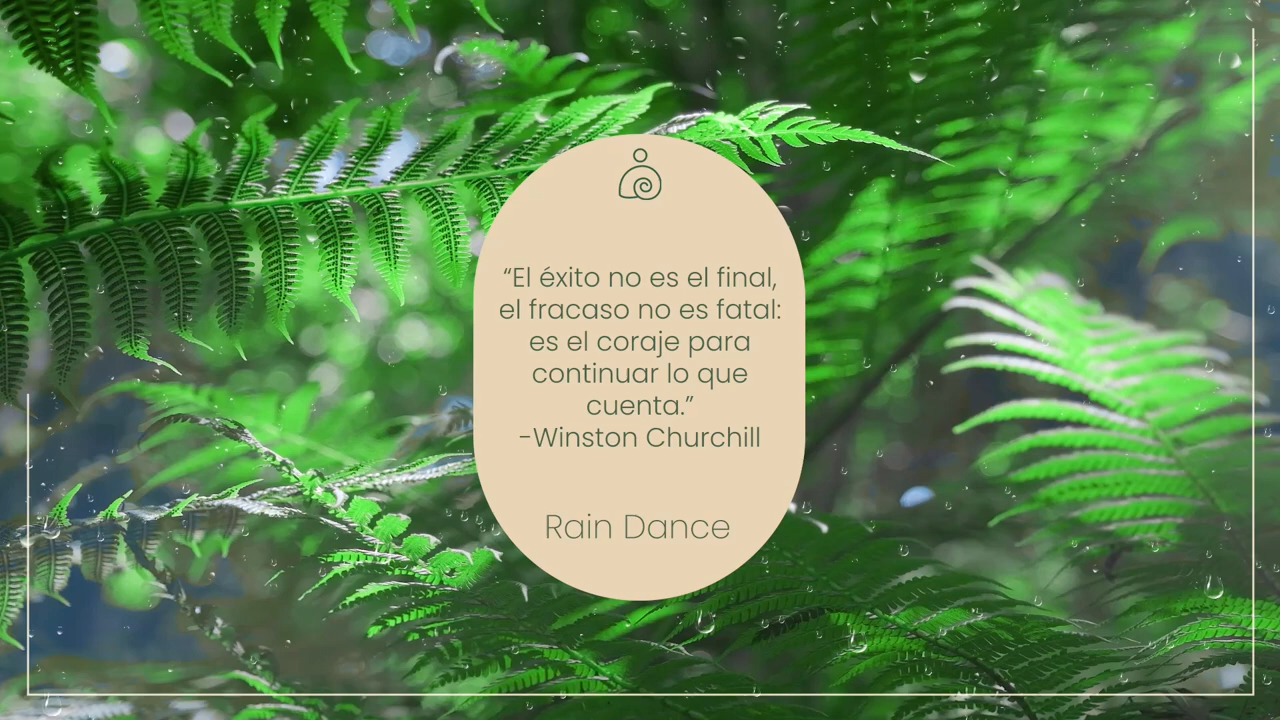 “El éxito no es el final,
el fracaso no es fatal:
es el coraje para
continuar lo que
cuenta.”
-Winston Churchill
Rain Dance